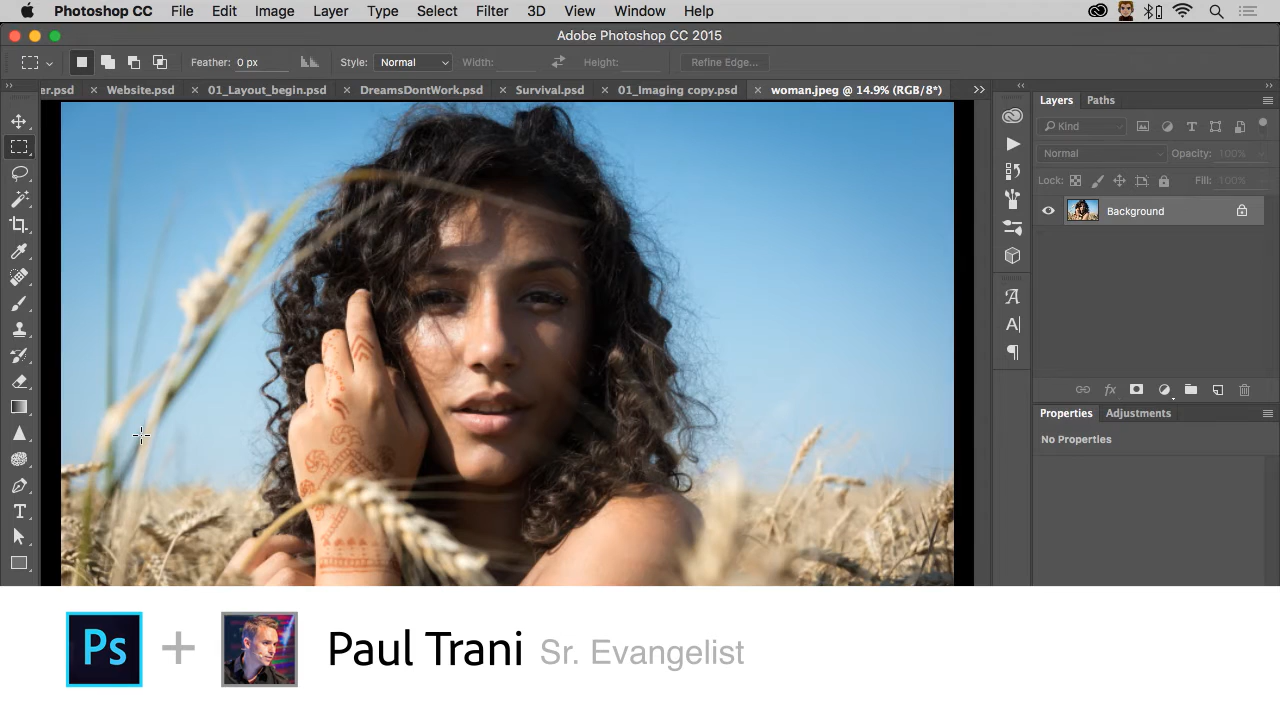 Photoshop CC File Edit Image Layer Type Select Filter 3D View Window Help
Adobe Photoshop CC 2015
Feather: 0 px Style: Normal Width: Height: Refine Edge...
er.psd × Website.psd × 01_Layout_begin.psd × DreamsDontWork.psd × Survival.psd × 01_Imaging copy.psd × woman.jpeg @ 14.9% (RGB/8*)
Layers Paths
Kind
Normal Opacity: 100%
Lock: Fill: 100%
Background
fx
Properties Adjustments
No Properties
Ps + Paul Trani Sr. Evangelist